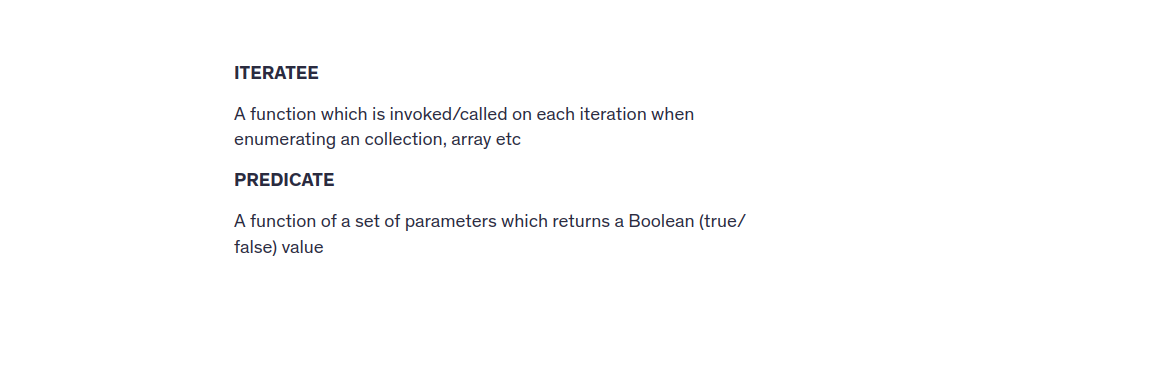 ITERATEE
A function which is invoked/called on each iteration when
enumerating an collection, array etc
PREDICATE
A function of a set of parameters which returns a Boolean (true/
false) value